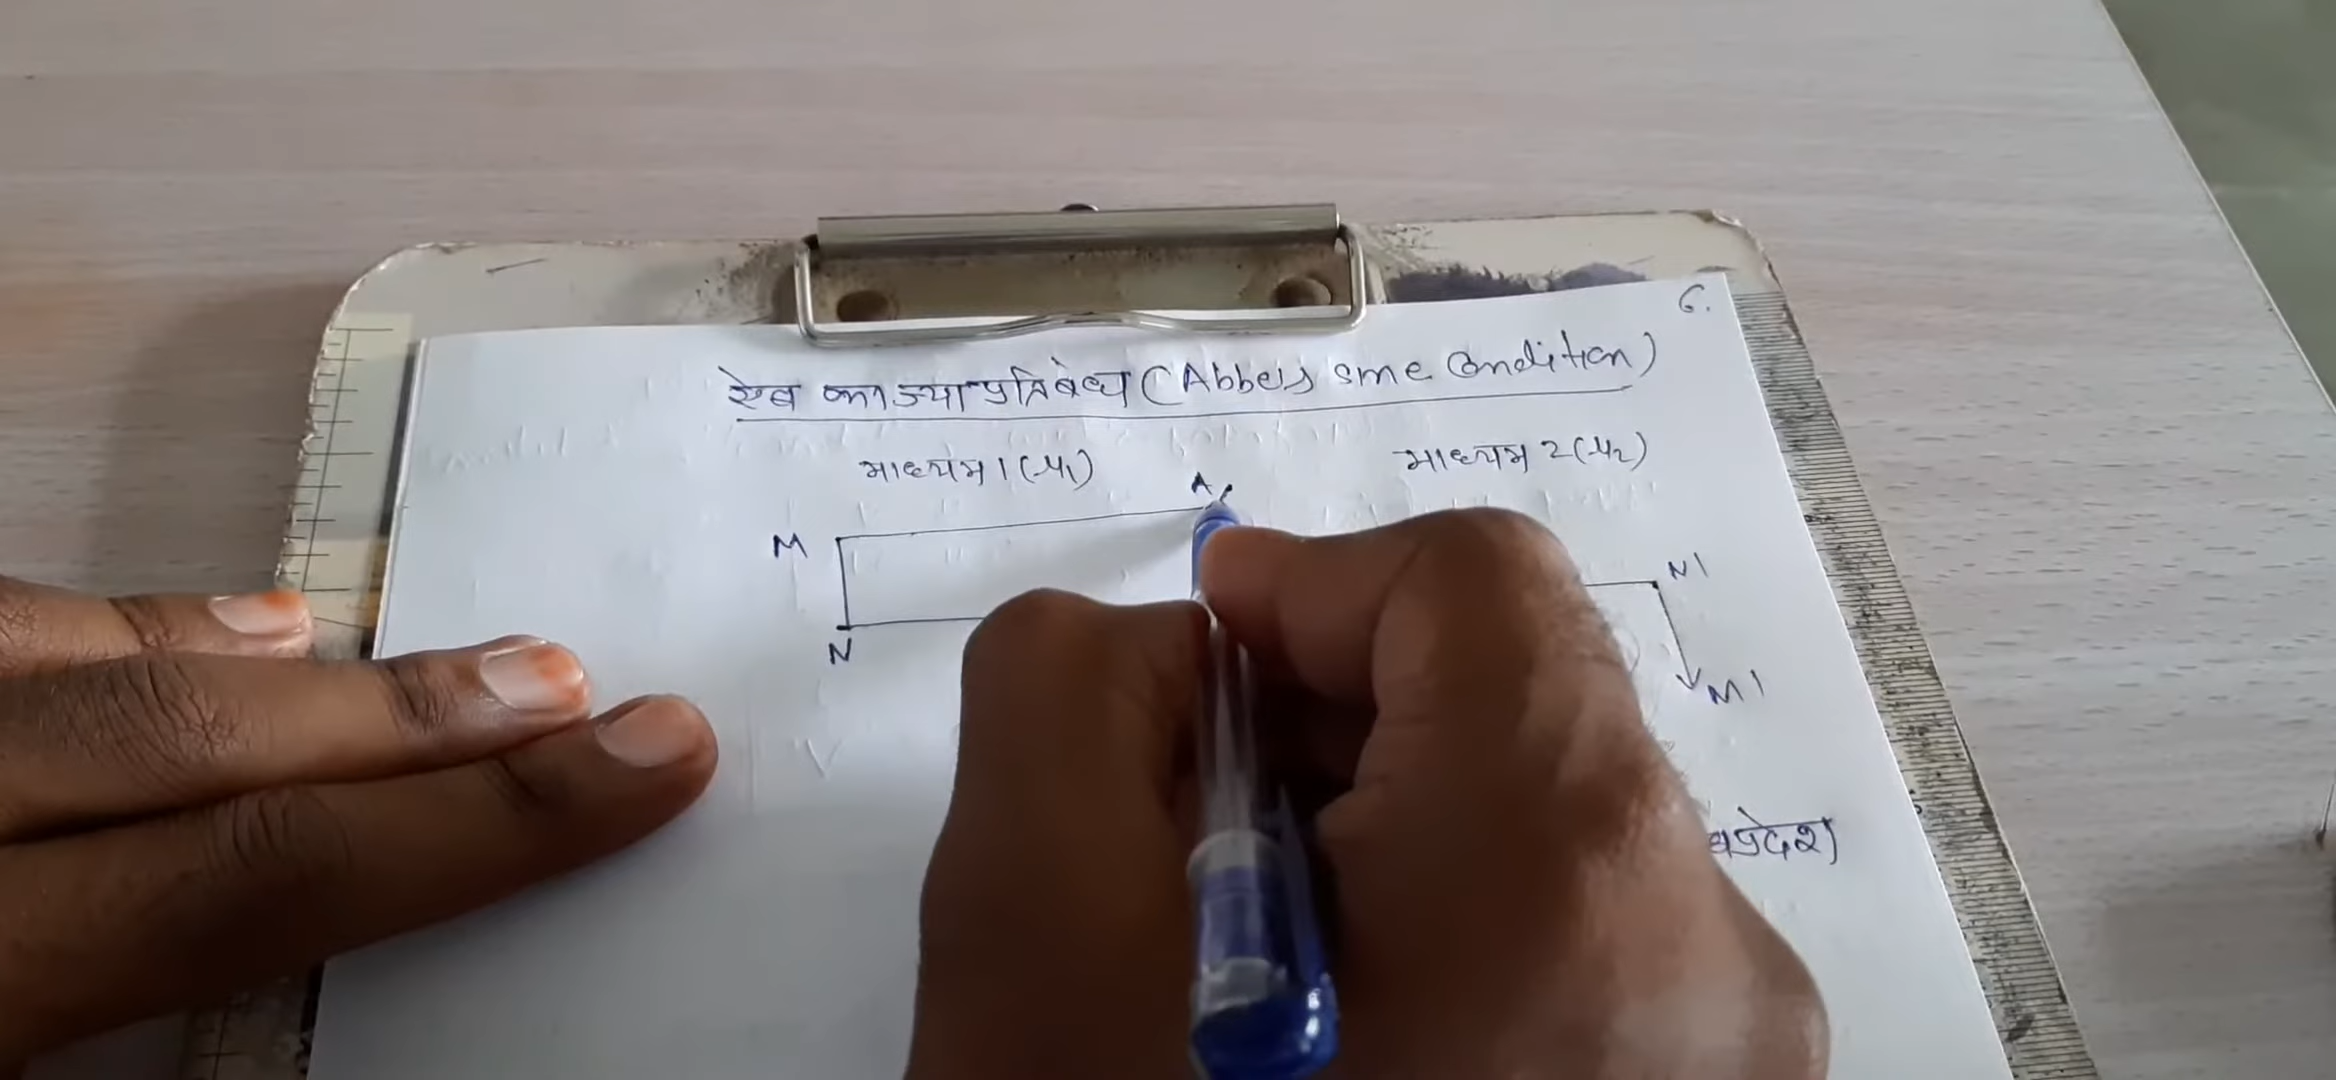 6.
ऐब का ज्या प्रतिबंध (Abbe's sine Condition)
माध्यम 1 (μ₁) माध्यम 2 (μ₂)
A
M
N
N1
M1